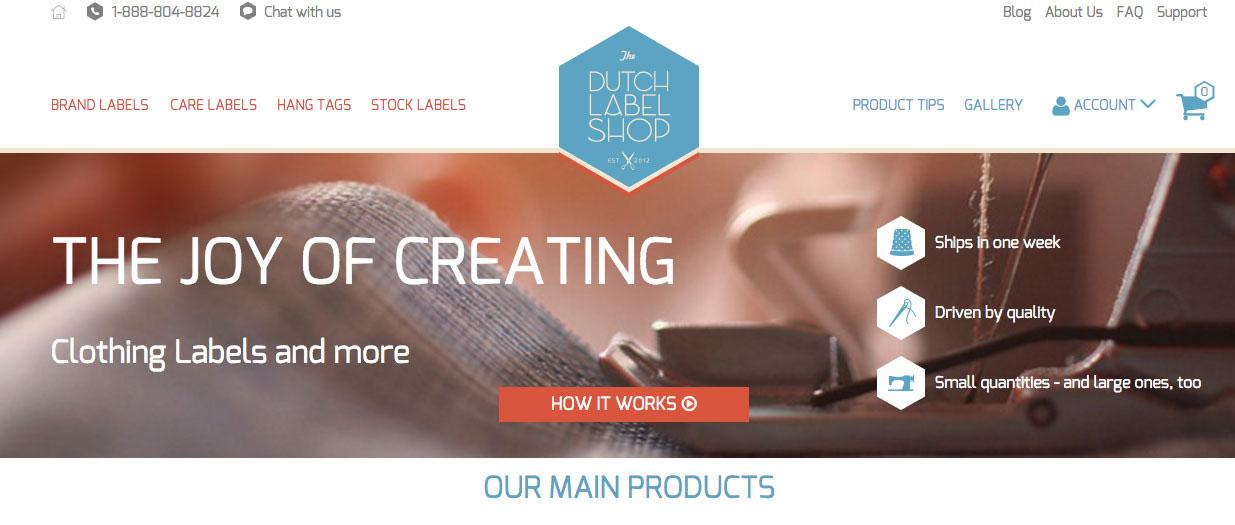 1-888-804-8824 Chat with us Blog About Us FAQ Support
The
DUTCH
LABEL
SHOP
EST. 2012
BRAND LABELS CARE LABELS HANG TAGS STOCK LABELS PRODUCT TIPS GALLERY ACCOUNT 0
THE JOY OF CREATING
Clothing Labels and more
Ships in one week
Driven by quality
Small quantities - and large ones, too
HOW IT WORKS
OUR MAIN PRODUCTS